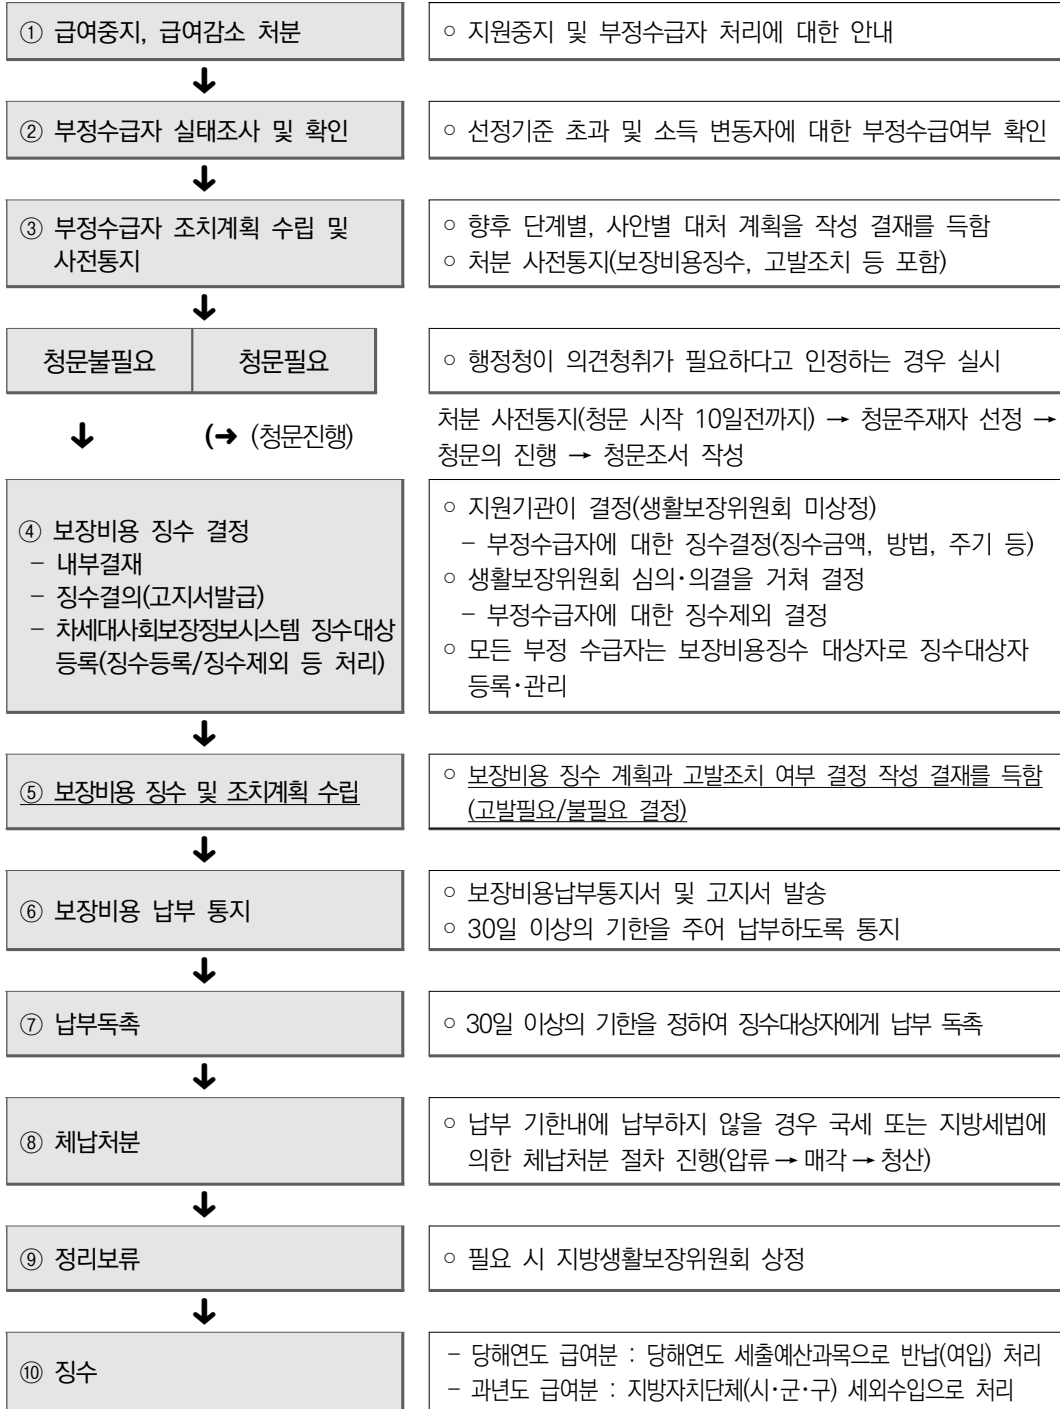 ① 급여중지, 급여감소 처분
○ 지원중지 및 부정수급자 처리에 대한 안내
② 부정수급자 실태조사 및 확인
○ 선정기준 초과 및 소득 변동자에 대한 부정수급여부 확인
③ 부정수급자 조치계획 수립 및
사전통지
○ 향후 단계별, 사안별 대처 계획을 작성 결재를 득함
○ 처분 사전통지(보장비용징수, 고발조치 등 포함)
청문불필요
청문필요
○ 행정청이 의견청취가 필요하다고 인정하는 경우 실시
(→ (청문진행)
처분 사전통지(청문 시작 10일전까지) → 청문주재자 선정 →
청문의 진행 → 청문조서 작성
④ 보장비용 징수 결정
- 내부결재
- 징수결의(고지서발급)
- 차세대사회보장정보시스템 징수대상
등록(징수등록/징수제외 등 처리)
○ 지원기관이 결정(생활보장위원회 미상정)
- 부정수급자에 대한 징수결정(징수금액, 방법, 주기 등)
○ 생활보장위원회 심의·의결을 거쳐 결정
- 부정수급자에 대한 징수제외 결정
○ 모든 부정 수급자는 보장비용징수 대상자로 징수대상자
등록·관리
⑤ 보장비용 징수 및 조치계획 수립
○ 보장비용 징수 계획과 고발조치 여부 결정 작성 결재를 득함
(고발필요/불필요 결정)
⑥ 보장비용 납부 통지
○ 보장비용납부통지서 및 고지서 발송
○ 30일 이상의 기한을 주어 납부하도록 통지
⑦ 납부독촉
○ 30일 이상의 기한을 정하여 징수대상자에게 납부 독촉
⑧ 체납처분
○ 납부 기한내에 납부하지 않을 경우 국세 또는 지방세법에
의한 체납처분 절차 진행(압류 → 매각 → 청산)
⑨ 정리보류
○ 필요 시 지방생활보장위원회 상정
⑩ 징수
- 당해연도 급여분 : 당해연도 세출예산과목으로 반납(여입) 처리
- 과년도 급여분 : 지방자치단체(시·군·구) 세외수입으로 처리